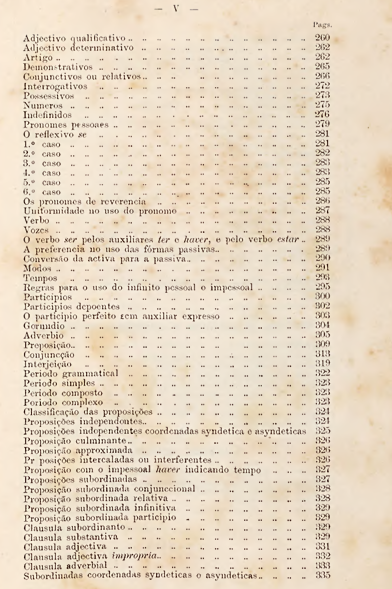 — V —
Pags.
Adjectivo qualificativo .. 260
Adjectivo determinativo .. 262
Artigo .. 262
Demonstrativos .. 265
Conjunctivos ou relativos .. 266
Interrogativos .. 272
Possessivos .. 273
Numeros .. 275
Indefinidos .. 276
Pronomes pessoaes .. 279
O reflexivo se .. 281
1.º caso .. 281
2.º caso .. 282
3.º caso .. 283
4.º caso .. 283
5.º caso .. 285
6.º caso .. 285
Os pronomes de reverencia .. 286
Uniformidade no uso do pronome .. 287
Verbo .. 288
Vozes .. 288
O verbo ser pelos auxiliares ter e haver, e pelo verbo estar .. 289
A preferencia no uso das fórmas passivas .. 289
Conversão da activa para a passiva .. 290
Modos .. 291
Tempos .. 293
Regras para o uso do infinito pessoal o impessoal .. 295
Participios .. 300
Participios depoentes .. 302
O participio perfeito sem auxiliar expresso .. 303
Gerundio .. 304
Adverbio .. 305
Preposição .. 309
Conjuncção .. 313
Interjeição .. 319
Periodo grammatical .. 322
Periodo simples .. 323
Periodo composto .. 323
Periodo complexo .. 323
Classificação das proposições .. 324
Proposições independentes .. 324
Proposições independentes coordenadas syndetica e asyndeticas 325
Proposição culminante .. 326
Proposição approximada .. 326
Pr posições intercaladas ou interferentes .. 326
Proposição com o impessoal haver indicando tempo .. 327
Proposições subordinadas .. 327
Proposição subordinada conjunccional .. 328
Proposição subordinada relativa .. 328
Proposição subordinada infinitiva .. 329
Proposição subordinada participio .. 329
Clausula subordinante .. 329
Clausula substantiva .. 329
Clausula adjectiva .. 331
Clausula adjectiva impropria .. 332
Clausula adverbial .. 333
Subordinadas coordenadas syndeticas o asyndeticas .. 335